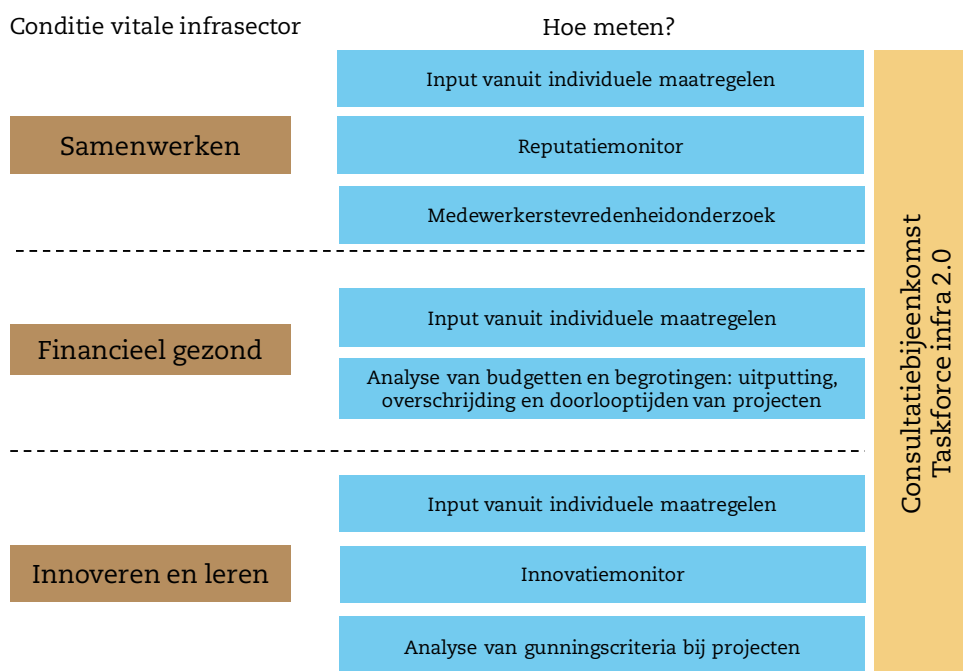 Conditie vitale infrasector
Hoe meten?
Samenwerken
Input vanuit individuele maatregelen
Reputatiemonitor
Medewerkerstevredenheidonderzoek
Financieel gezond
Input vanuit individuele maatregelen
Analyse van budgetten en begrotingen: uitputting,
overschrijding en doorlooptijden van projecten
Innoveren en leren
Input vanuit individuele maatregelen
Innovatiemonitor
Analyse van gunningscriteria bij projecten
Consultatiebijeenkomst
Taskforce infra 2.0